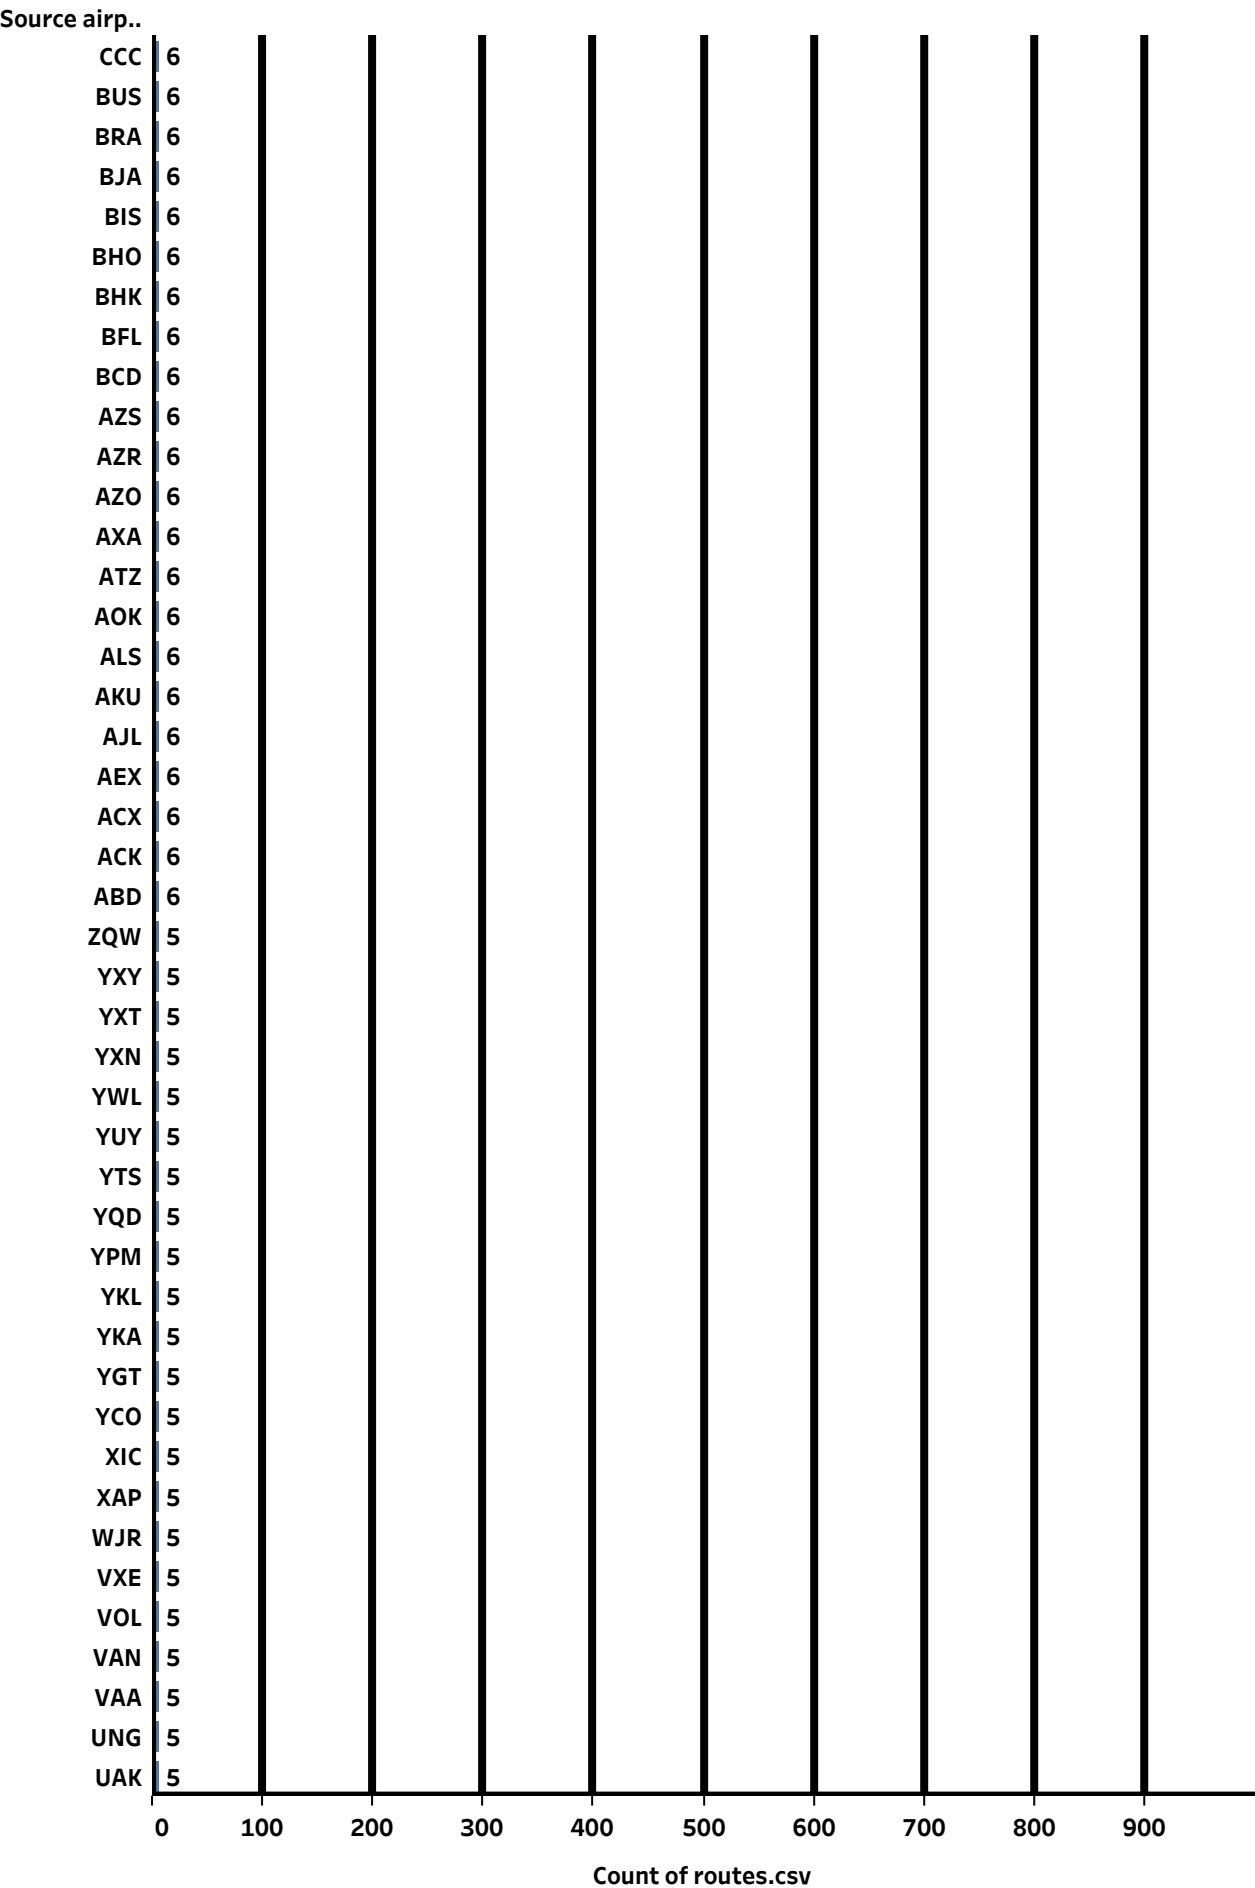 Source airp..
CCC 6
BUS 6
BRA 6
BJA 6
BIS 6
BHO 6
BHK 6
BFL 6
BCD 6
AZS 6
AZR 6
AZO 6
AXA 6
ATZ 6
AOK 6
ALS 6
AKU 6
AJL 6
AEX 6
ACX 6
ACK 6
ABD 6
ZQW 5
YXY 5
YXT 5
YXN 5
YWL 5
YUY 5
YTS 5
YQD 5
YPM 5
YKL 5
YKA 5
YGT 5
YCO 5
XIC 5
XAP 5
WJR 5
VXE 5
VOL 5
VAN 5
VAA 5
UNG 5
UAK 5
0 100 200 300 400 500 600 700 800 900
Count of routes.csv